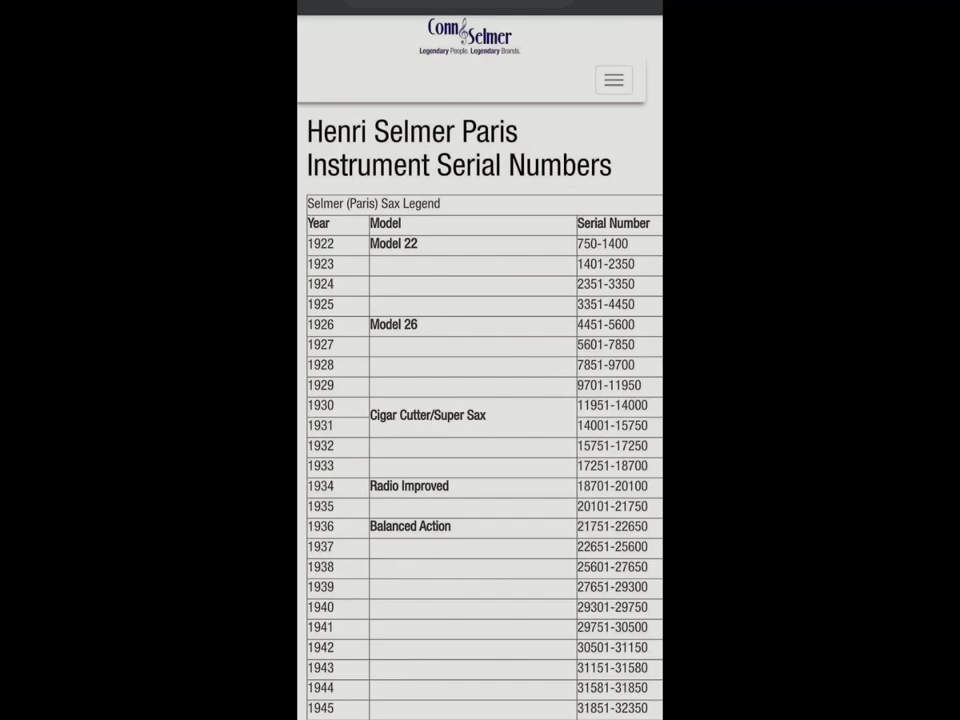 Conn Selmer
Legendary People. Legendary Brands.
Henri Selmer Paris
Instrument Serial Numbers
Selmer (Paris) Sax Legend
Year Model Serial Number
1922 Model 22 750-1400
1923 1401-2350
1924 2351-3350
1925 3351-4450
1926 Model 26 4451-5600
1927 5601-7850
1928 7851-9700
1929 9701-11950
1930 11951-14000
Cigar Cutter/Super Sax
1931 14001-15750
1932 15751-17250
1933 17251-18700
1934 Radio Improved 18701-20100
1935 20101-21750
1936 Balanced Action 21751-22650
1937 22651-25600
1938 25601-27650
1939 27651-29300
1940 29301-29750
1941 29751-30500
1942 30501-31150
1943 31151-31580
1944 31581-31850
1945 31851-32350